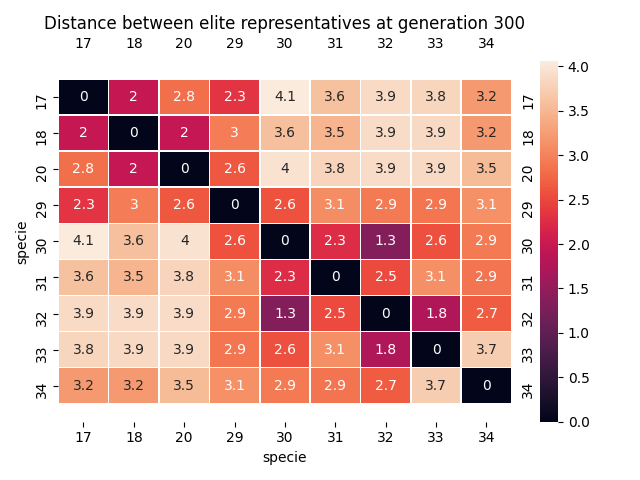 Distance between elite representatives at generation 300
17 18 20 29 30 31 32 33 34
17 0 2 2.8 2.3 4.1 3.6 3.9 3.8 3.2 17
18 2 0 2 3 3.6 3.5 3.9 3.9 3.2 18
20 2.8 2 0 2.6 4 3.8 3.9 3.9 3.5 20
29 2.3 3 2.6 0 2.6 3.1 2.9 2.9 3.1 29
30 4.1 3.6 4 2.6 0 2.3 1.3 2.6 2.9 30
31 3.6 3.5 3.8 3.1 2.3 0 2.5 3.1 2.9 31
32 3.9 3.9 3.9 2.9 1.3 2.5 0 1.8 2.7 32
33 3.8 3.9 3.9 2.9 2.6 3.1 1.8 0 3.7 33
34 3.2 3.2 3.5 3.1 2.9 2.9 2.7 3.7 0 34
17 18 20 29 30 31 32 33 34
specie
specie
4.0
3.5
3.0
2.5
2.0
1.5
1.0
0.5
0.0